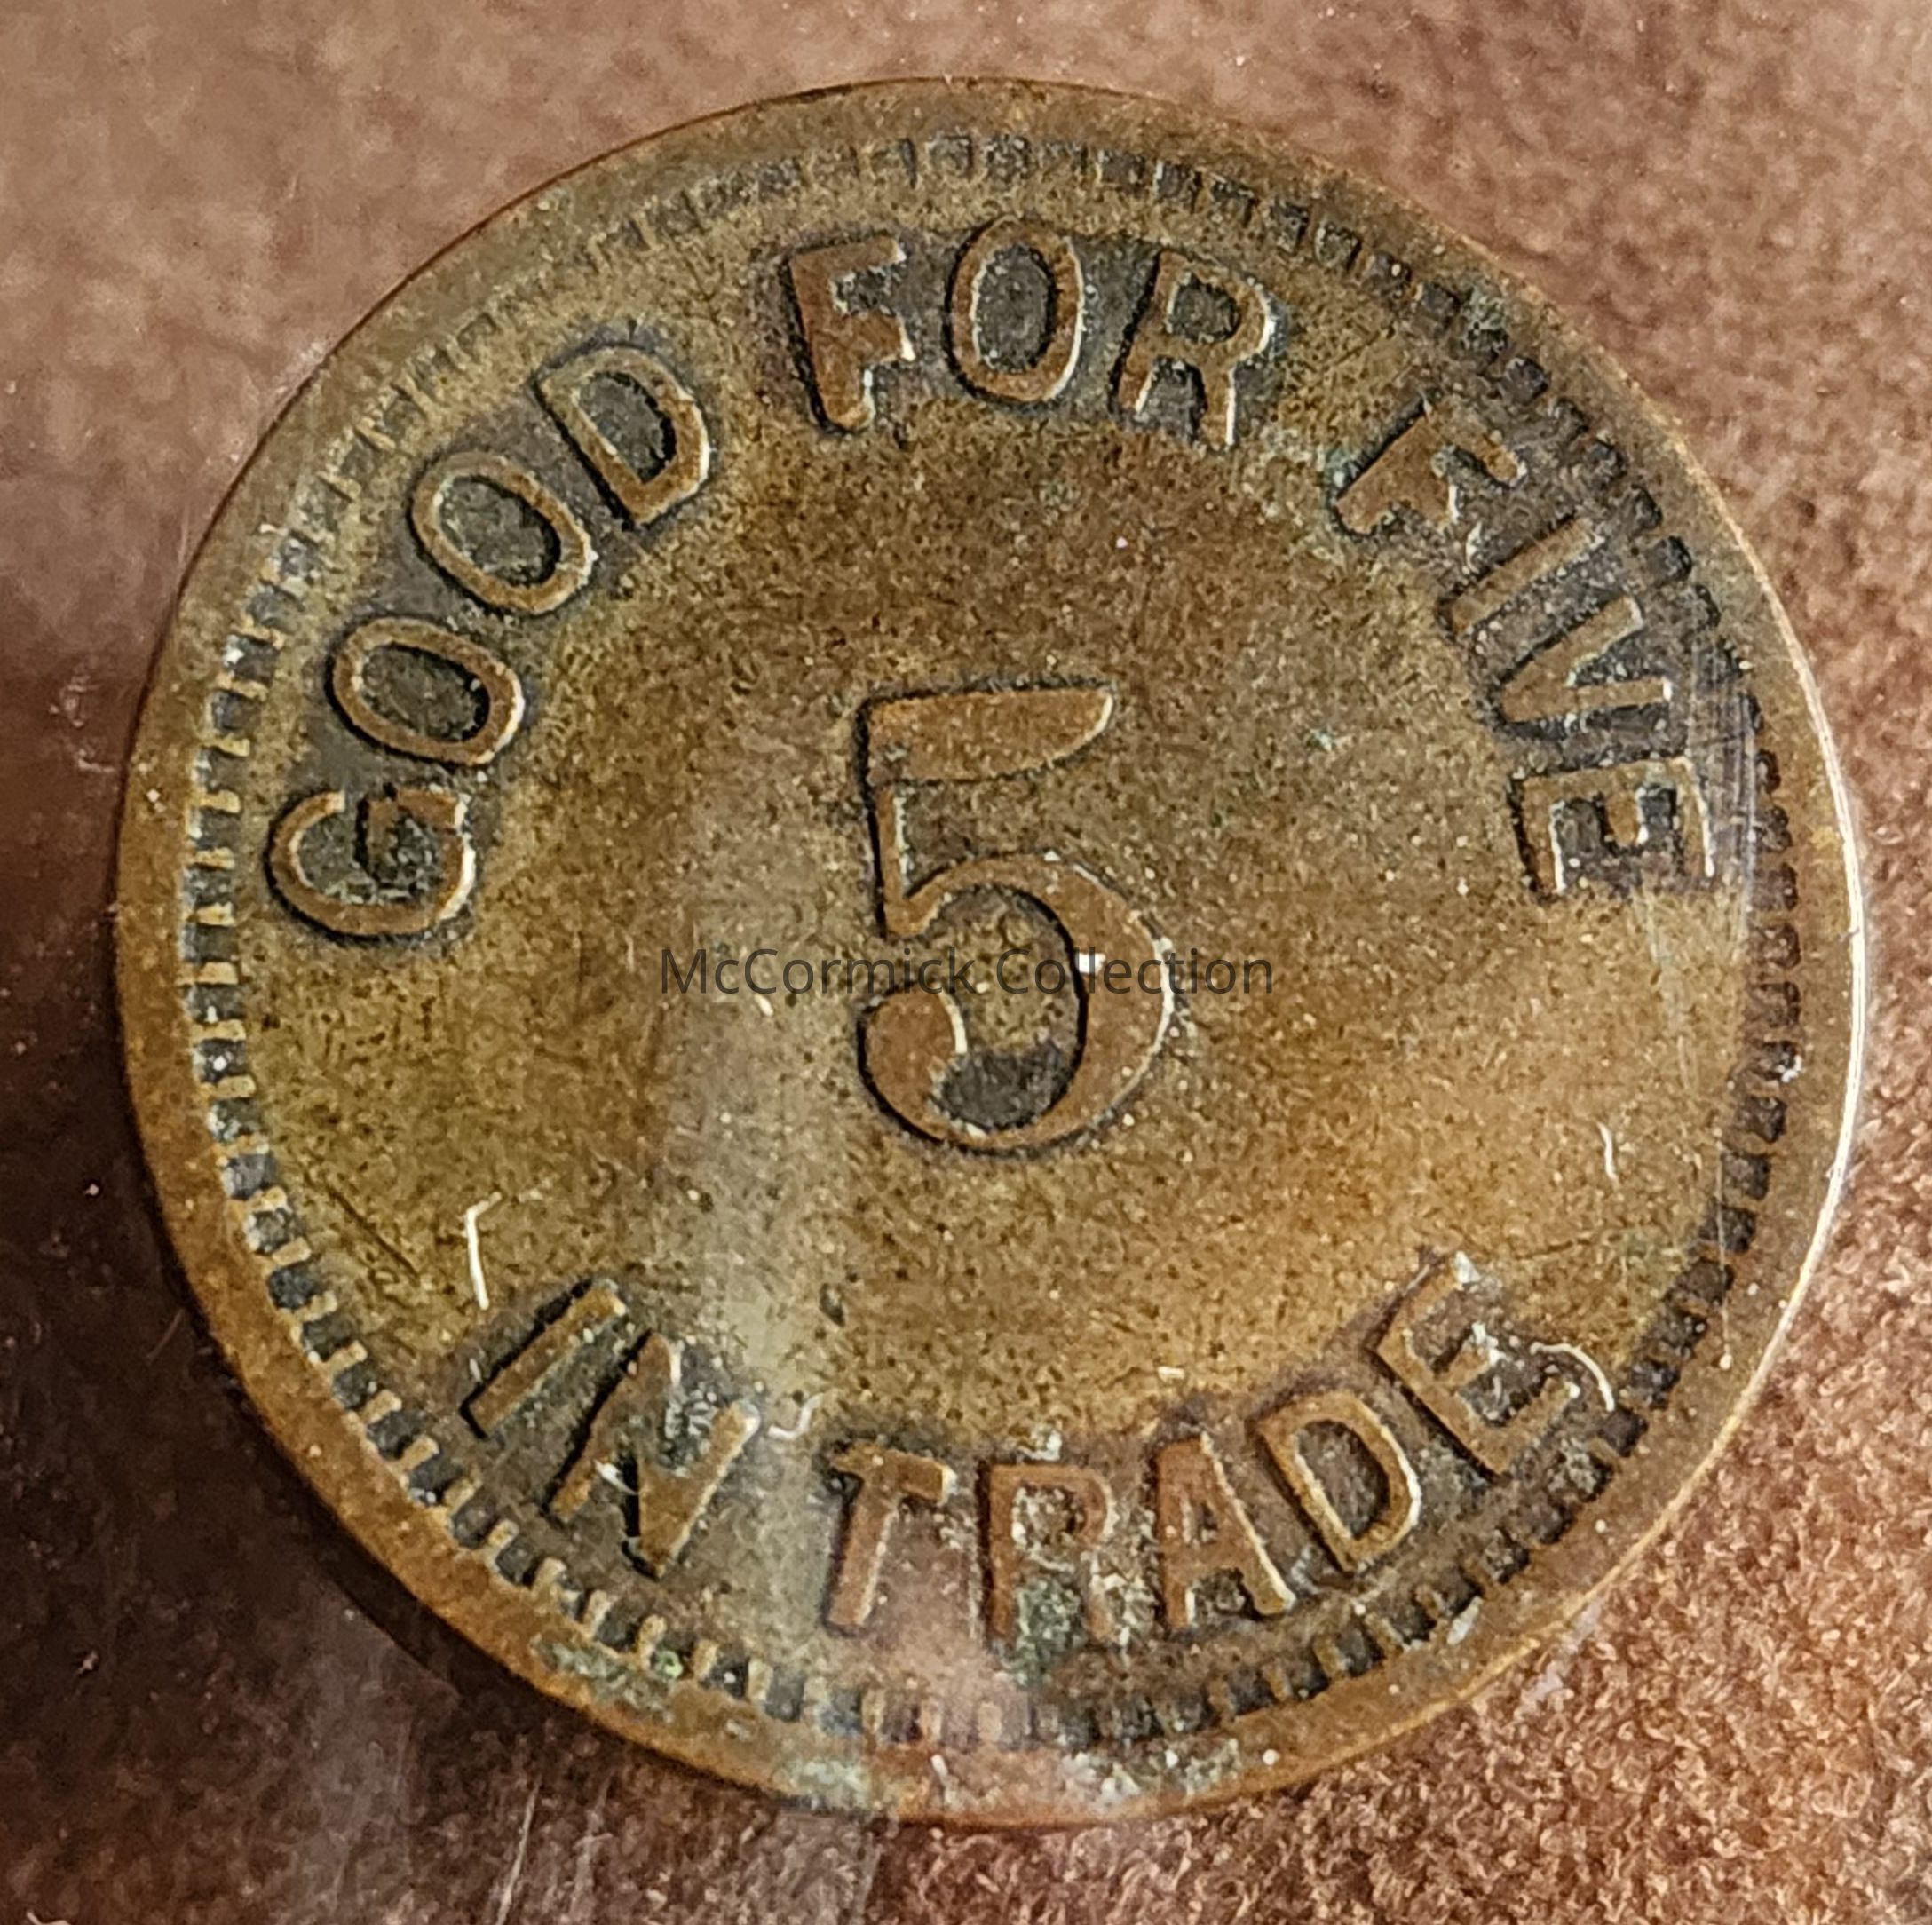 GOOD FOR FIVE
5
McCormick Collection
IN TRADE